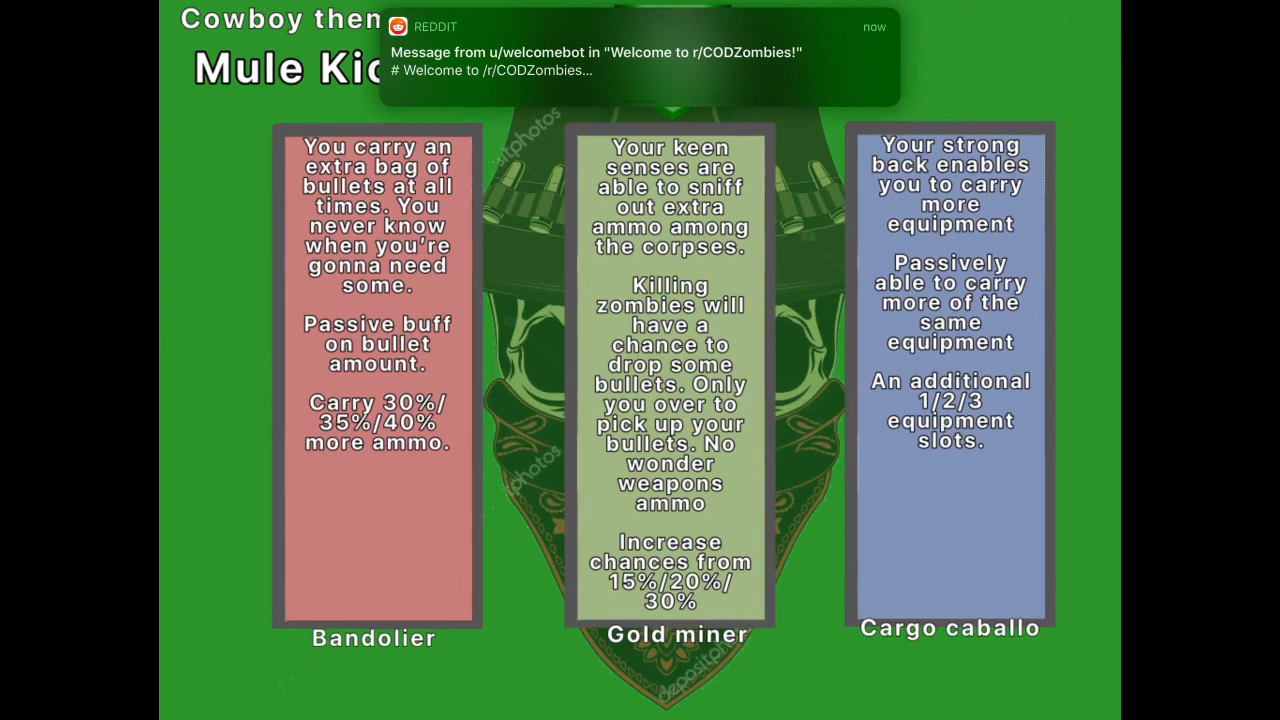 Cowboy them
Mule Kic
REDDIT
now
Message from u/welcomebot in "Welcome to r/CODZombies!"
# Welcome to /r/CODZombies...
You carry an
extra bag of
bullets at all
times. You
never know
when you're
gonna need
some.
Passive buff
on bullet
amount.
Carry 30%/
35%/40%
more ammo.
Bandolier
Your keen
senses are
able to sniff
out extra
ammo among
the corpses.
Killing
zombies will
have a
chance to
drop some
bullets. Only
you over to
pick up your
bullets. No
wonder
weapons
ammo
Increase
chances from
15%/20%/
30%
Gold miner
Your strong
back enables
you to carry
more
equipment
Passively
able to carry
more of the
same
equipment
An additional
1/2/3
equipment
slots.
Cargo caballo